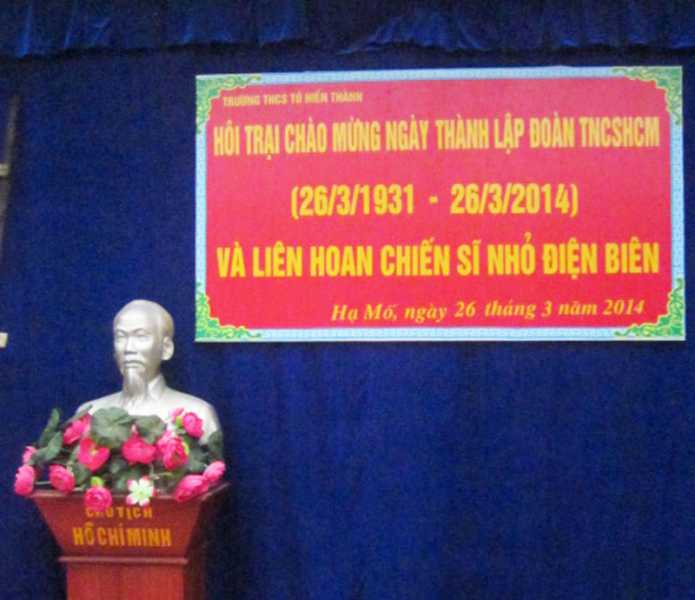 TRƯỜNG THCS TÔ HIẾN THÀNH
HỘI TRẠI CHÀO MỪNG NGÀY THÀNH LẬP ĐOÀN TNCSHCM
(26/3/1931 - 26/3/2014)
VÀ LIÊN HOAN CHIẾN SĨ NHỎ ĐIỆN BIÊN
Hạ Mỗ, ngày 26 tháng 3 năm 2014
CHỦ TỊCH
HỒ CHÍ MINH